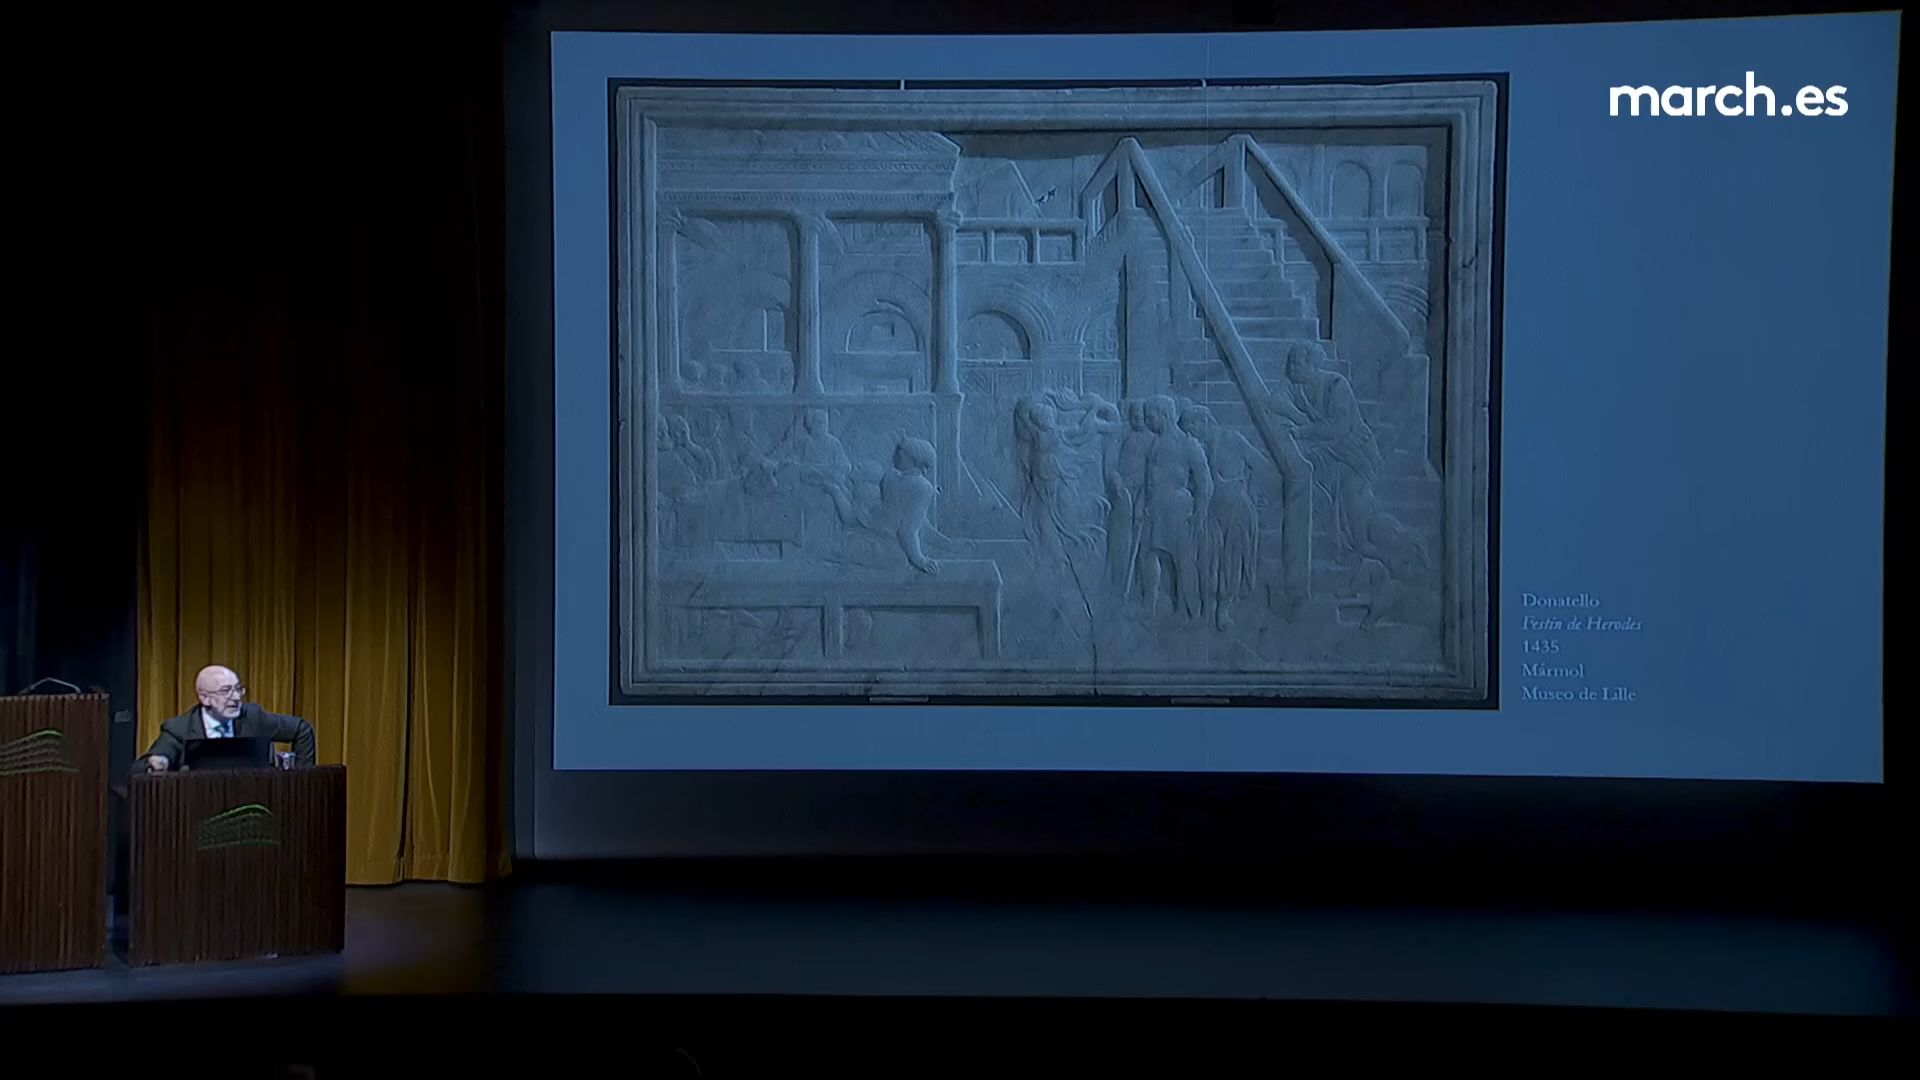 march.es
Donatello
Festín de Herodes
1435
Mármol
Museo de Lille